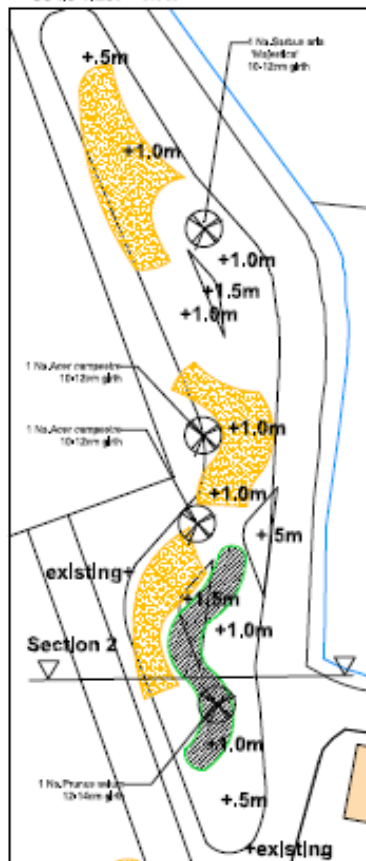 1 No.Sorbus aria
'Majestica'
10-12cm girth
+.5m
+1.0m
+1.0m
+1.5m
+1.0m
1 No.Acer campestre
10-12cm girth
+1.0m
1 No.Acer campestre
10-12cm girth
+1.0m
+.5m
existing+
+1.5m
+1.0m
Section 2
+1.0m
1 No.Prunus avium
12-14cm girth
+.5m
+existing